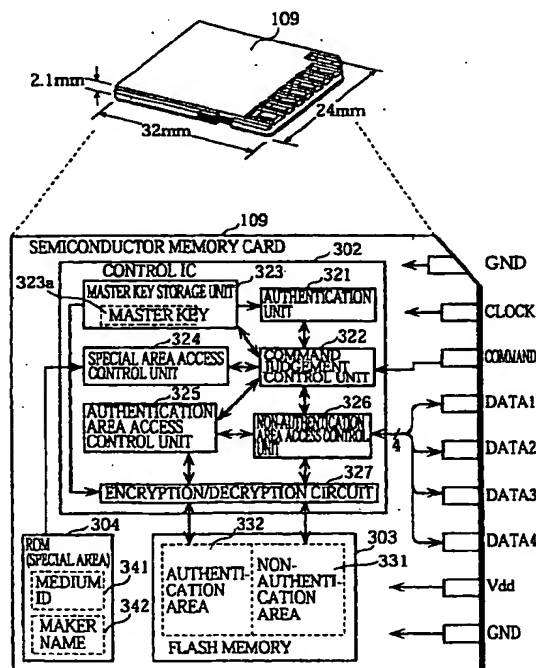 109
2.1mm
32mm
24mm
109
SEMICONDUCTOR MEMORY CARD
302
CONTROL IC
323
321
323a
MASTER KEY STORAGE UNIT
MASTER KEY
AUTHENTICATION
UNIT
324
322
SPECIAL AREA ACCESS
CONTROL UNIT
COMMAND
JUDGEMENT
CONTROL UNIT
325
326
AUTHENTICATION
AREA ACCESS
CONTROL UNIT
NON-AUTHENTICATION
AREA ACCESS CONTROL
UNIT
4
327
ENCRYPTION/DECRYPTION CIRCUIT
304
ROM
(SPECIAL AREA)
341
MEDIUM
ID
342
MAKER
NAME
332
303
331
AUTHENTI-
CATION
AREA
NON-
AUTHENTI-
CATION
AREA
FLASH MEMORY
GND
CLOCK
COMMAND
DATA1
DATA2
DATA3
DATA4
Vdd
GND